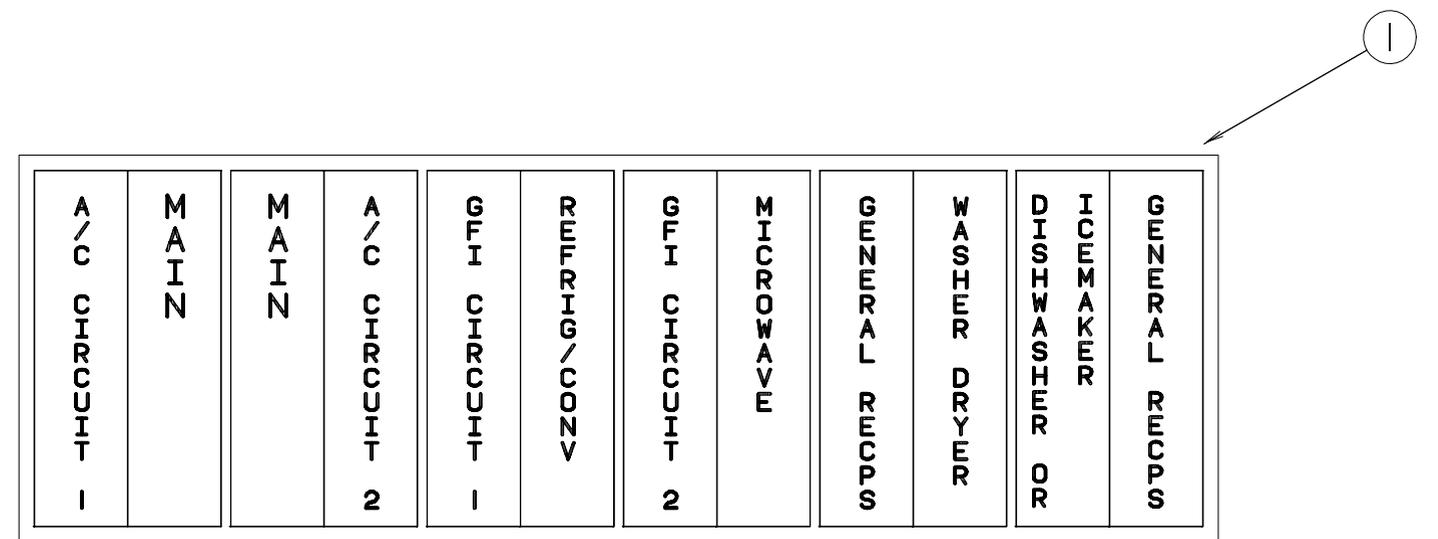 1
A/C CIRCUIT 1
MAIN
MAIN
A/C CIRCUIT 2
GFI CIRCUIT 1
REFRIG/CONV
GFI CIRCUIT 2
MICROWAVE
GENERAL RECPS
WASHER DRYER
DISHWASHER OR
ICEMAKER
GENERAL RECPS